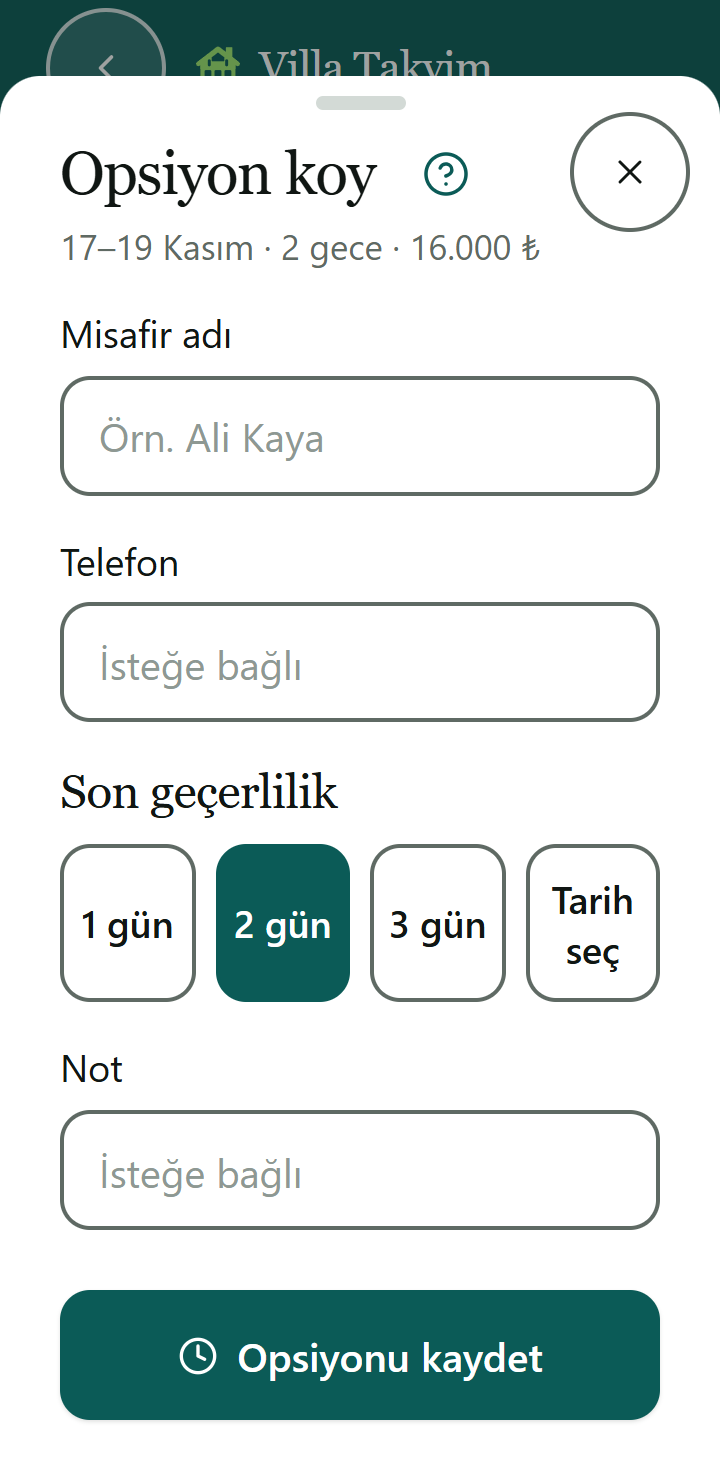 Villa Takvim
Opsiyon koy
17–19 Kasım · 2 gece · 16.000 ₺
Misafir adı
Örn. Ali Kaya
Telefon
İsteğe bağlı
Son geçerlilik
1 gün
2 gün
3 gün
Tarih
seç
Not
İsteğe bağlı
Opsiyonu kaydet